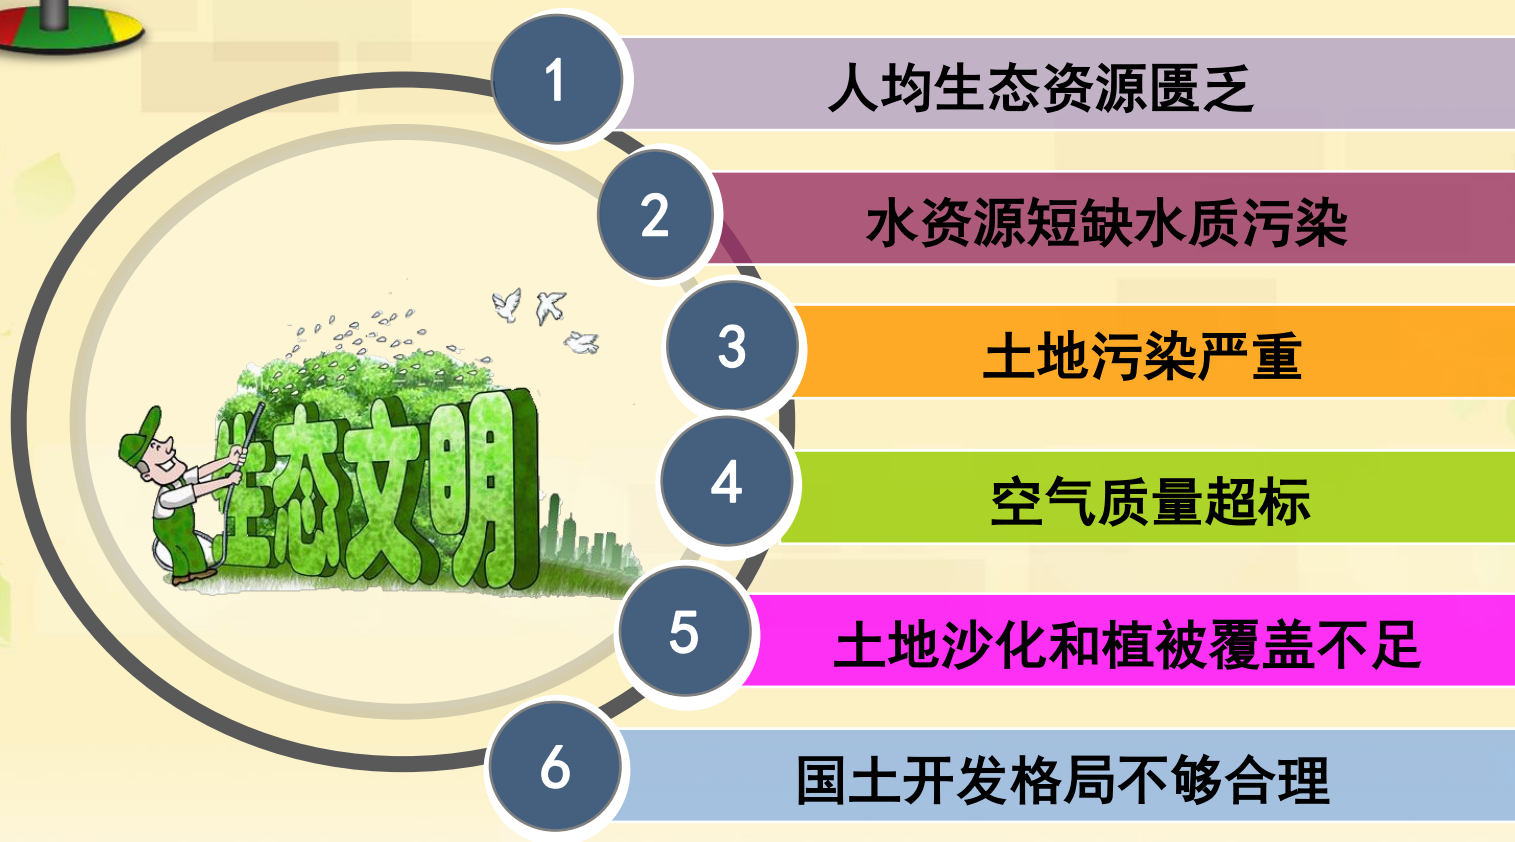 1
人均生态资源匮乏
2
水资源短缺水质污染
3
土地污染严重
4
空气质量超标
5
土地沙化和植被覆盖不足
6
国土开发格局不够合理
生态文明